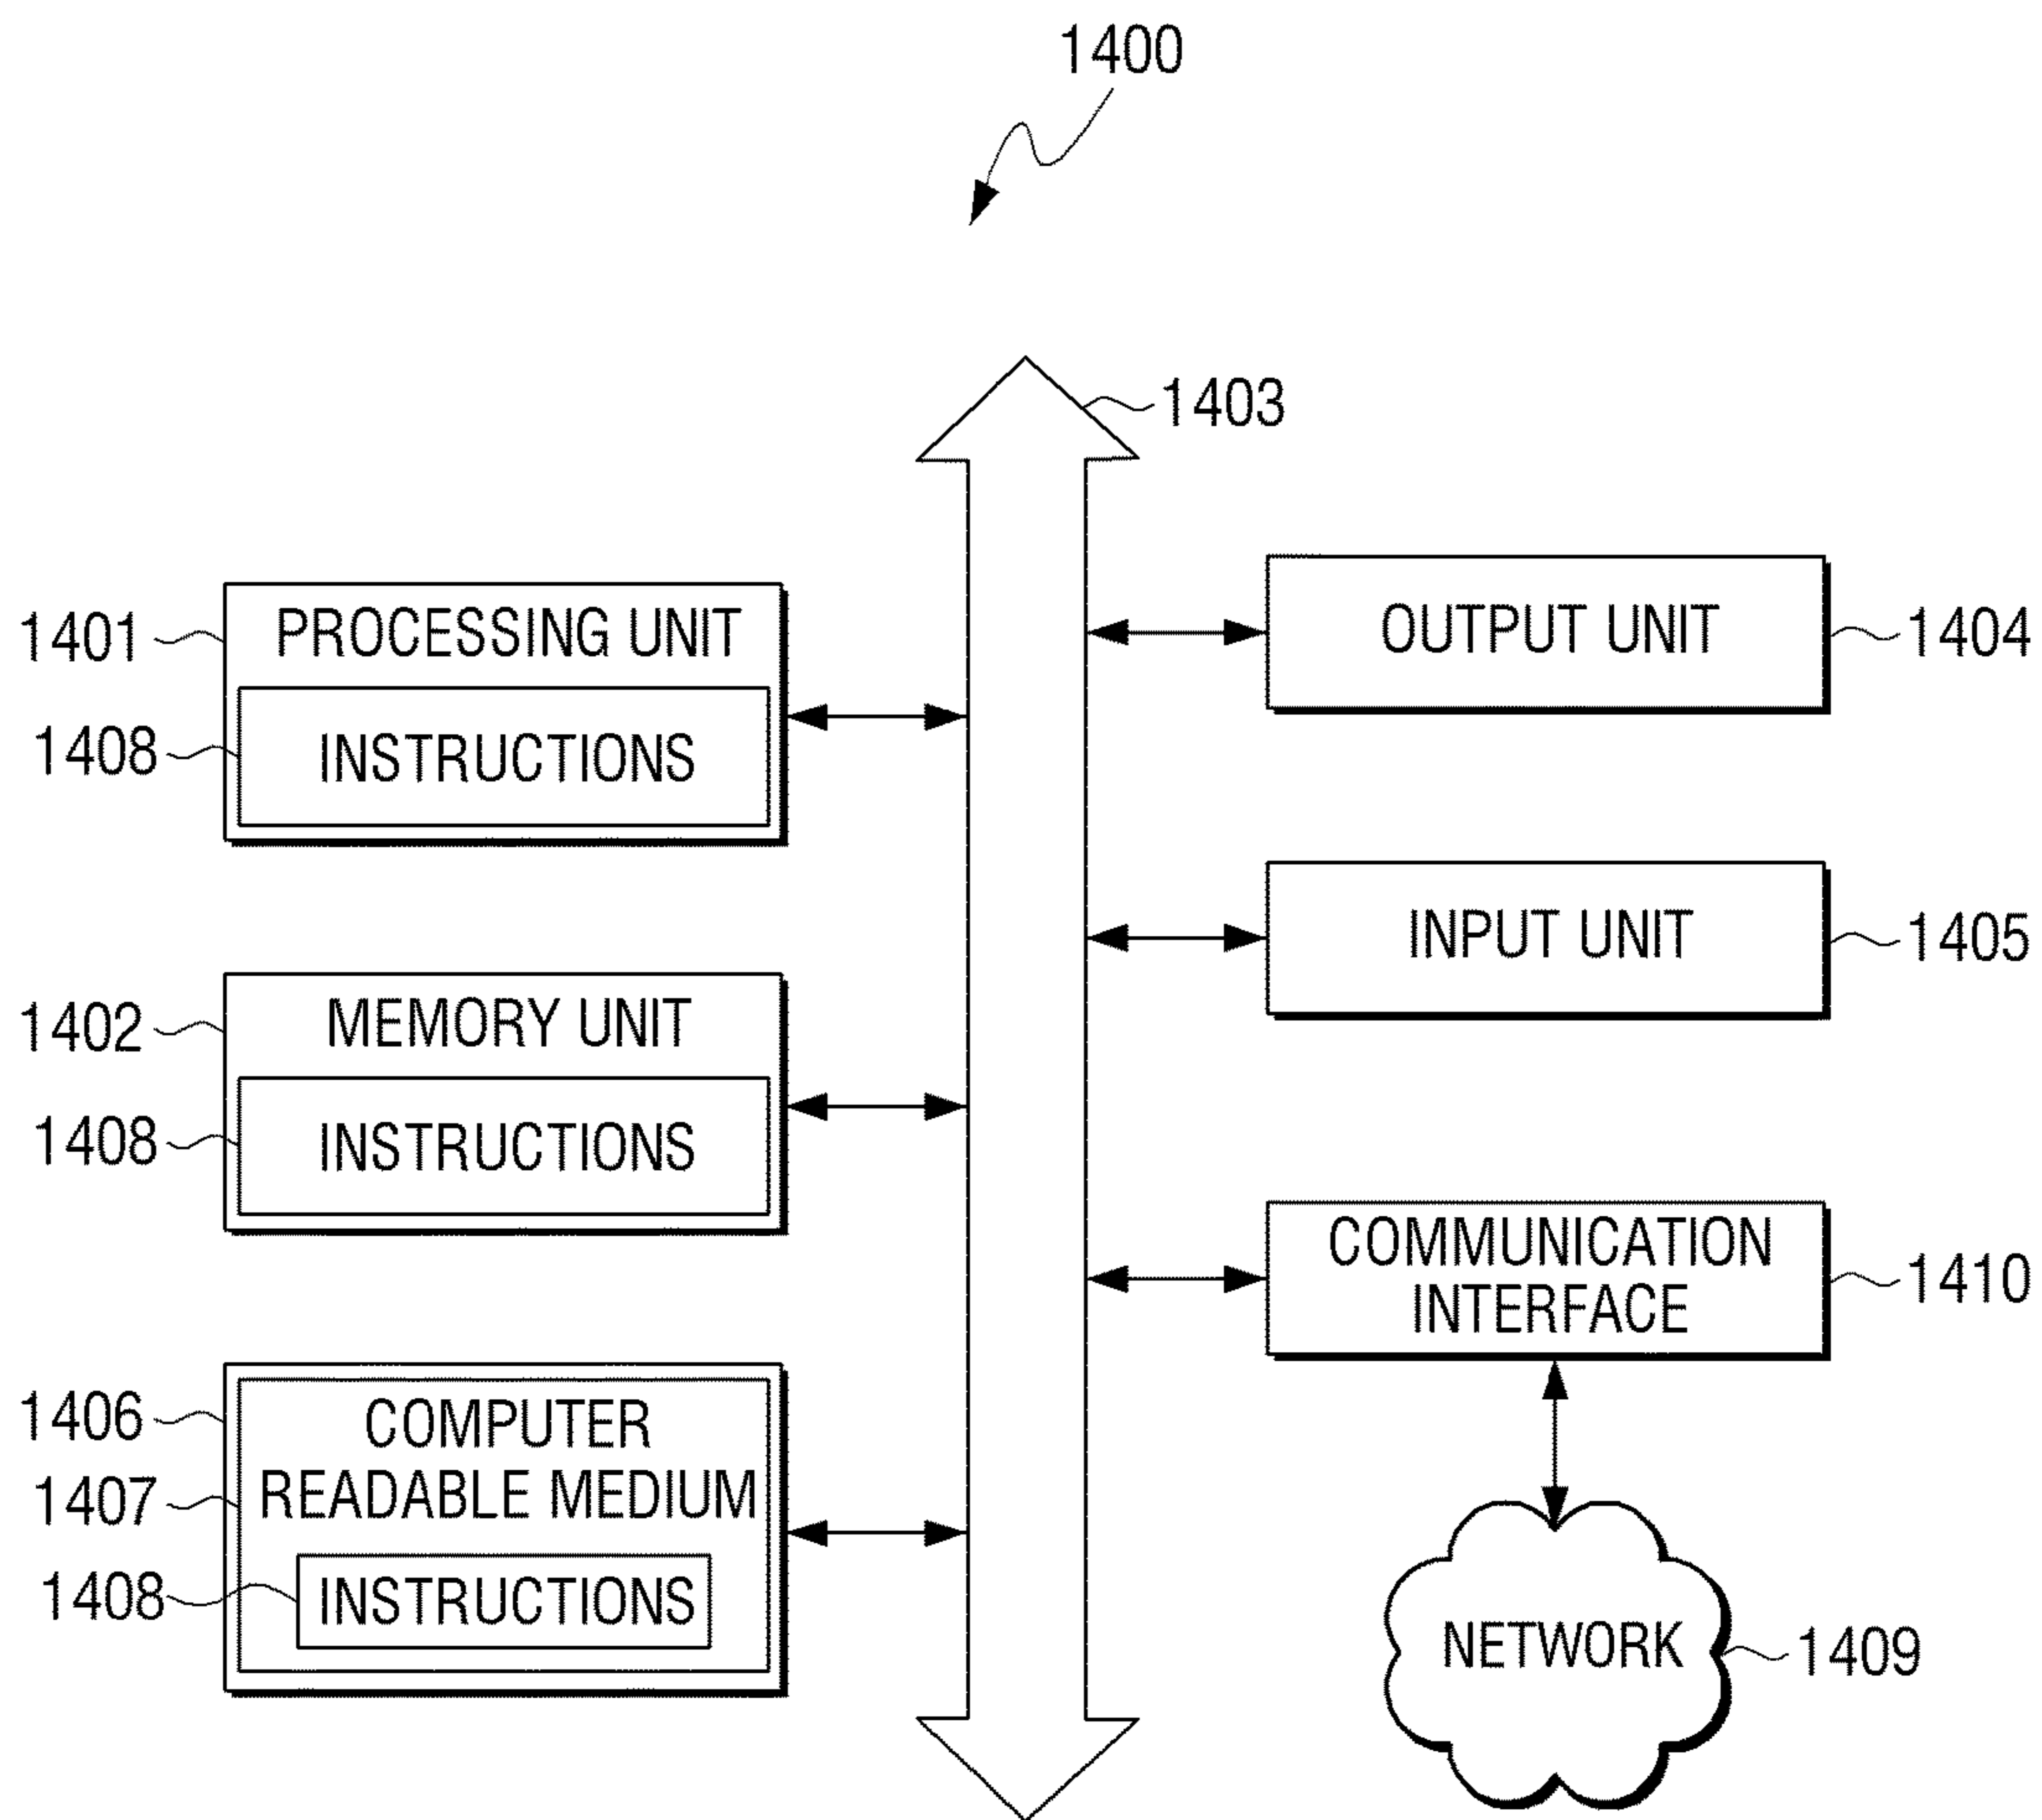 1400
1403
1401
PROCESSING UNIT
1408
INSTRUCTIONS
OUTPUT UNIT
1404
INPUT UNIT
1405
1402
MEMORY UNIT
1408
INSTRUCTIONS
COMMUNICATION
INTERFACE
1410
1406
COMPUTER
1407
READABLE MEDIUM
1408
INSTRUCTIONS
NETWORK
1409